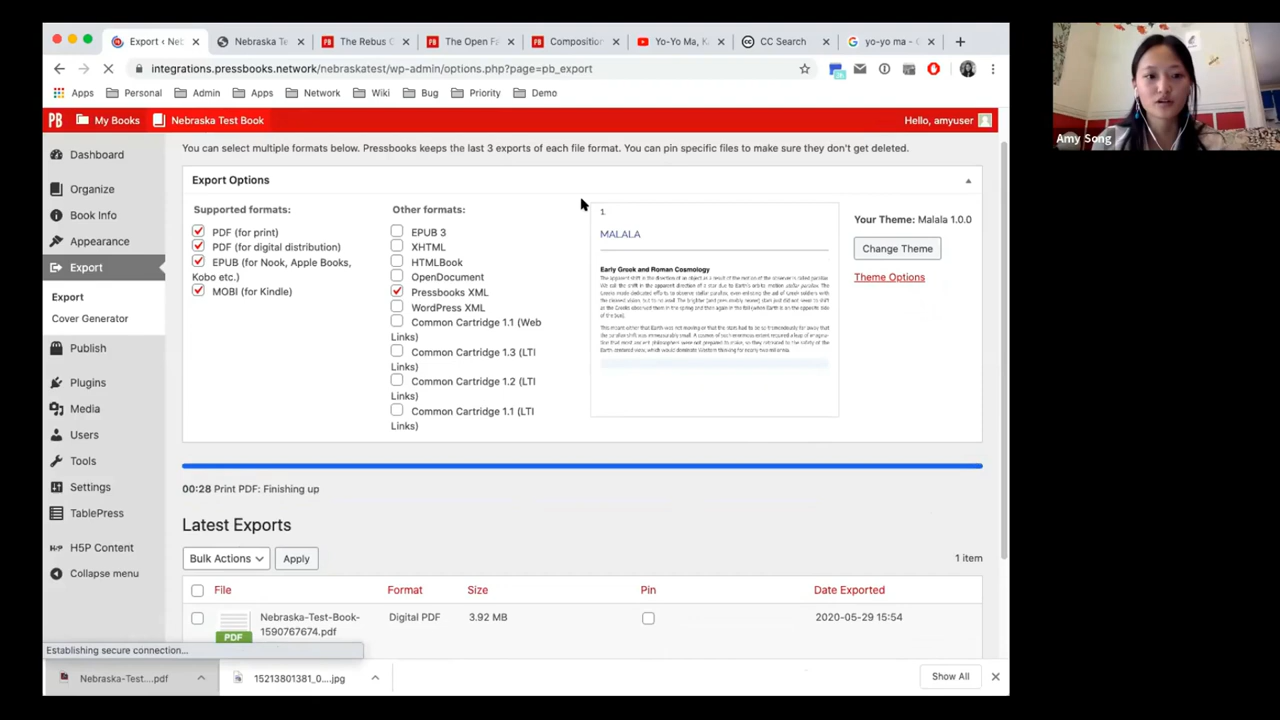 Export ‹ Neb
Nebraska Te
The Rebus C
The Open F
Composition
Yo-Yo Ma, K
CC Search
yo-yo ma - G
integrations.pressbooks.network/nebraskatest/wp-admin/options.php?page=pb_export
Apps
Personal
Admin
Apps
Network
Wiki
Bug
Priority
Demo
My Books
Nebraska Test Book
Hello, amyuser
Dashboard
Organize
Book Info
Appearance
Export
Export
Cover Generator
Publish
Plugins
Media
Users
Tools
Settings
TablePress
H5P Content
Collapse menu
You can select multiple formats below. Pressbooks keeps the last 3 exports of each file format. You can pin specific files to make sure they don't get deleted.
Export Options
Supported formats:
PDF (for print)
PDF (for digital distribution)
EPUB (for Nook, Apple Books,
Kobo etc.)
MOBI (for Kindle)
Other formats:
EPUB 3
XHTML
HTMLBook
OpenDocument
Pressbooks XML
WordPress XML
Common Cartridge 1.1 (Web
Links)
Common Cartridge 1.3 (LTI
Links)
Common Cartridge 1.2 (LTI
Links)
Common Cartridge 1.1 (LTI
Links)
1.
MALALA
Early Greek and Roman Cosmology
Your Theme: Malala 1.0.0
Change Theme
Theme Options
00:28 Print PDF: Finishing up
Latest Exports
Bulk Actions
Apply
1 item
File
Format
Size
Pin
Date Exported
Nebraska-Test-Book-
1590767674.pdf
PDF
Digital PDF
3.92 MB
2020-05-29 15:54
Establishing secure connection...
Nebraska-Test....pdf
15213801381_0....jpg
Show All
Amy Song